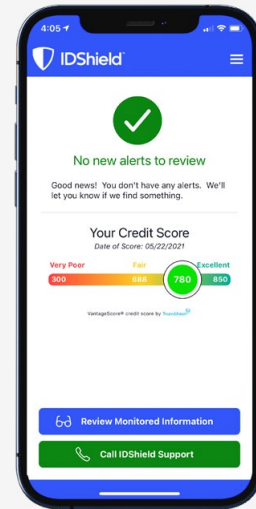 4:05
IDShield
No new alerts to review
Good news! You don't have any alerts. We'll
let you know if we find something.
Your Credit Score
Date of Score: 05/22/2021
Very Poor Fair Excellent
300 688 780 850
VantageScore® credit score by TransUnion
Review Monitored Information
Call IDShield Support